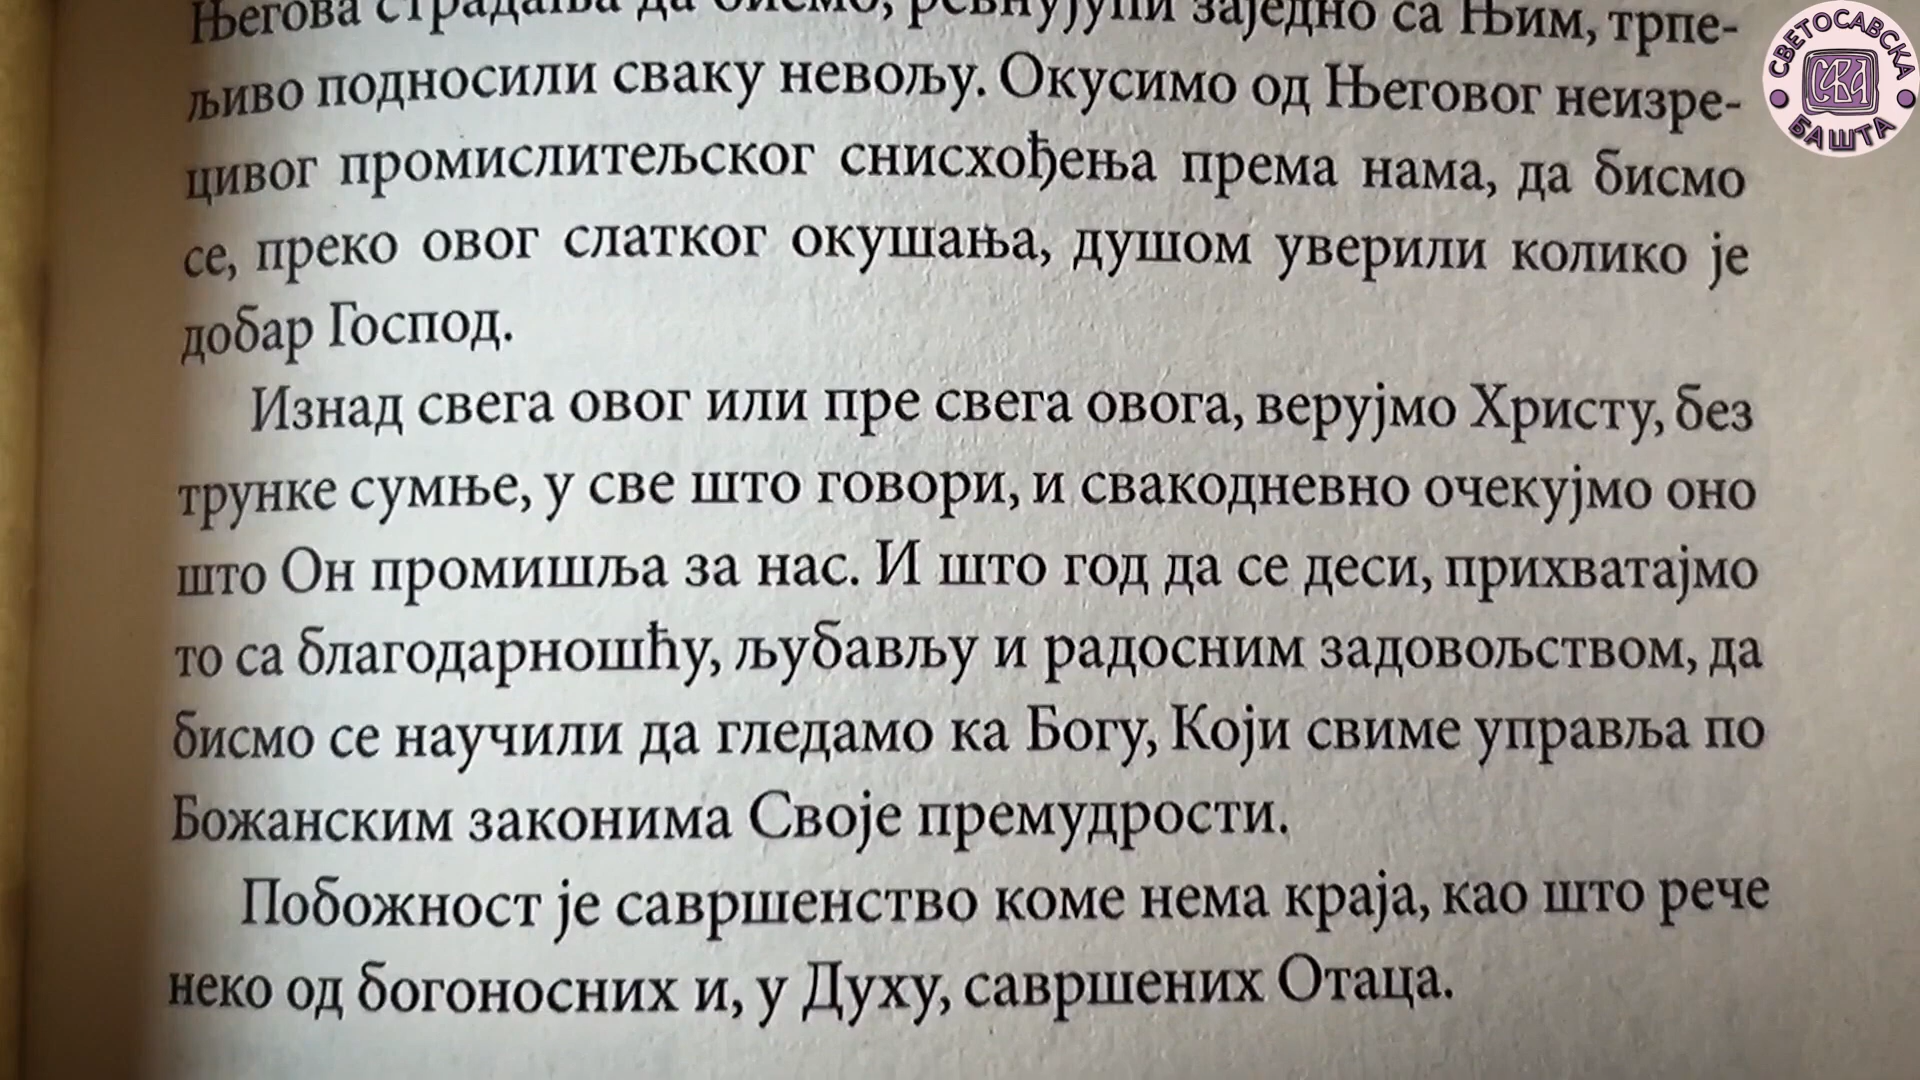 Његова страдања да бисмо, ревнујући заједно са Њим, трпе-
љиво подносили сваку невољу. Окусимо од Његовог неизре-
цивог промислитељског снисхођења према нама, да бисмо
се, преко овог слатког окушања, душом уверили колико је
добар Господ.
Изнад свега овог или пре свега овога, верујмо Христу, без
трунке сумње, у све што говори, и свакодневно очекујмо оно
што Он промишља за нас. И што год да се деси, прихватајмо
то са благодарношћу, љубављу и радосним задовољством, да
бисмо се научили да гледамо ка Богу, Који свиме управља по
Божанским законима Своје премудрости.
Побожност је савршенство коме нема краја, као што рече
неко од богоносних и, у Духу, савршених Отаца.
СВЕТОСАВСКА
БАШТА